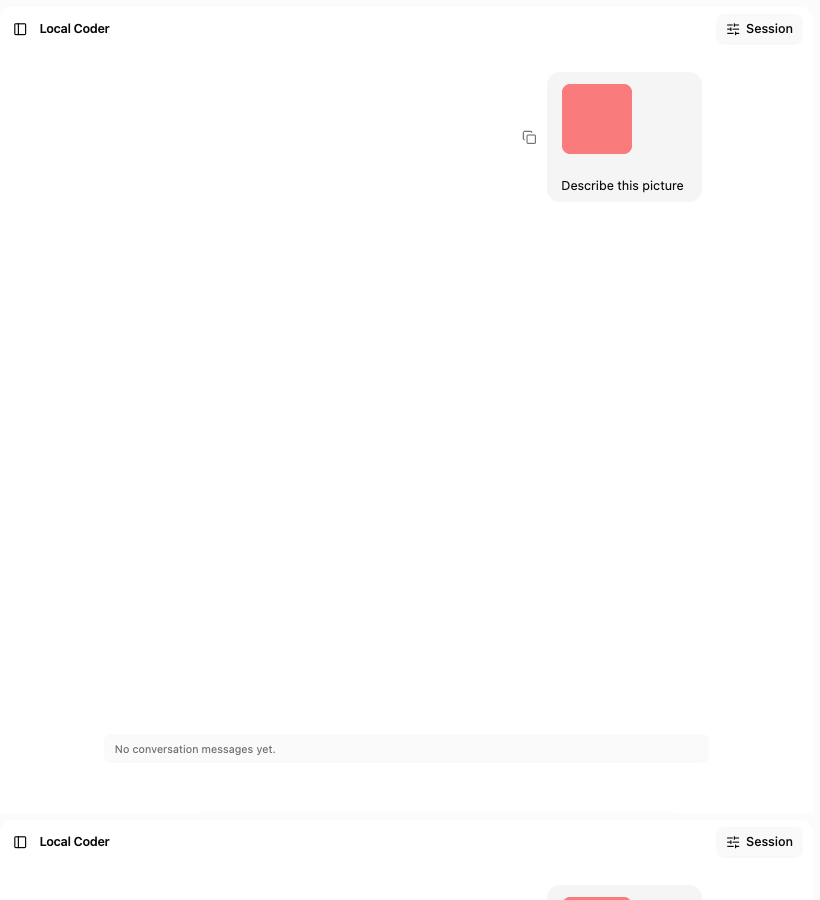 Local Coder
Session
Describe this picture
No conversation messages yet.
Local Coder
Session